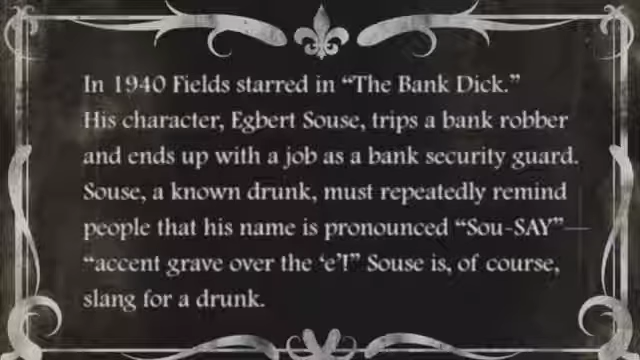 In 1940 Fields starred in “The Bank Dick.”
His character, Egbert Souse, trips a bank robber
and ends up with a job as a bank security guard.
Souse, a known drunk, must repeatedly remind
people that his name is pronounced “Sou-SAY”—
“accent grave over the ‘e’!” Souse is, of course,
slang for a drunk.